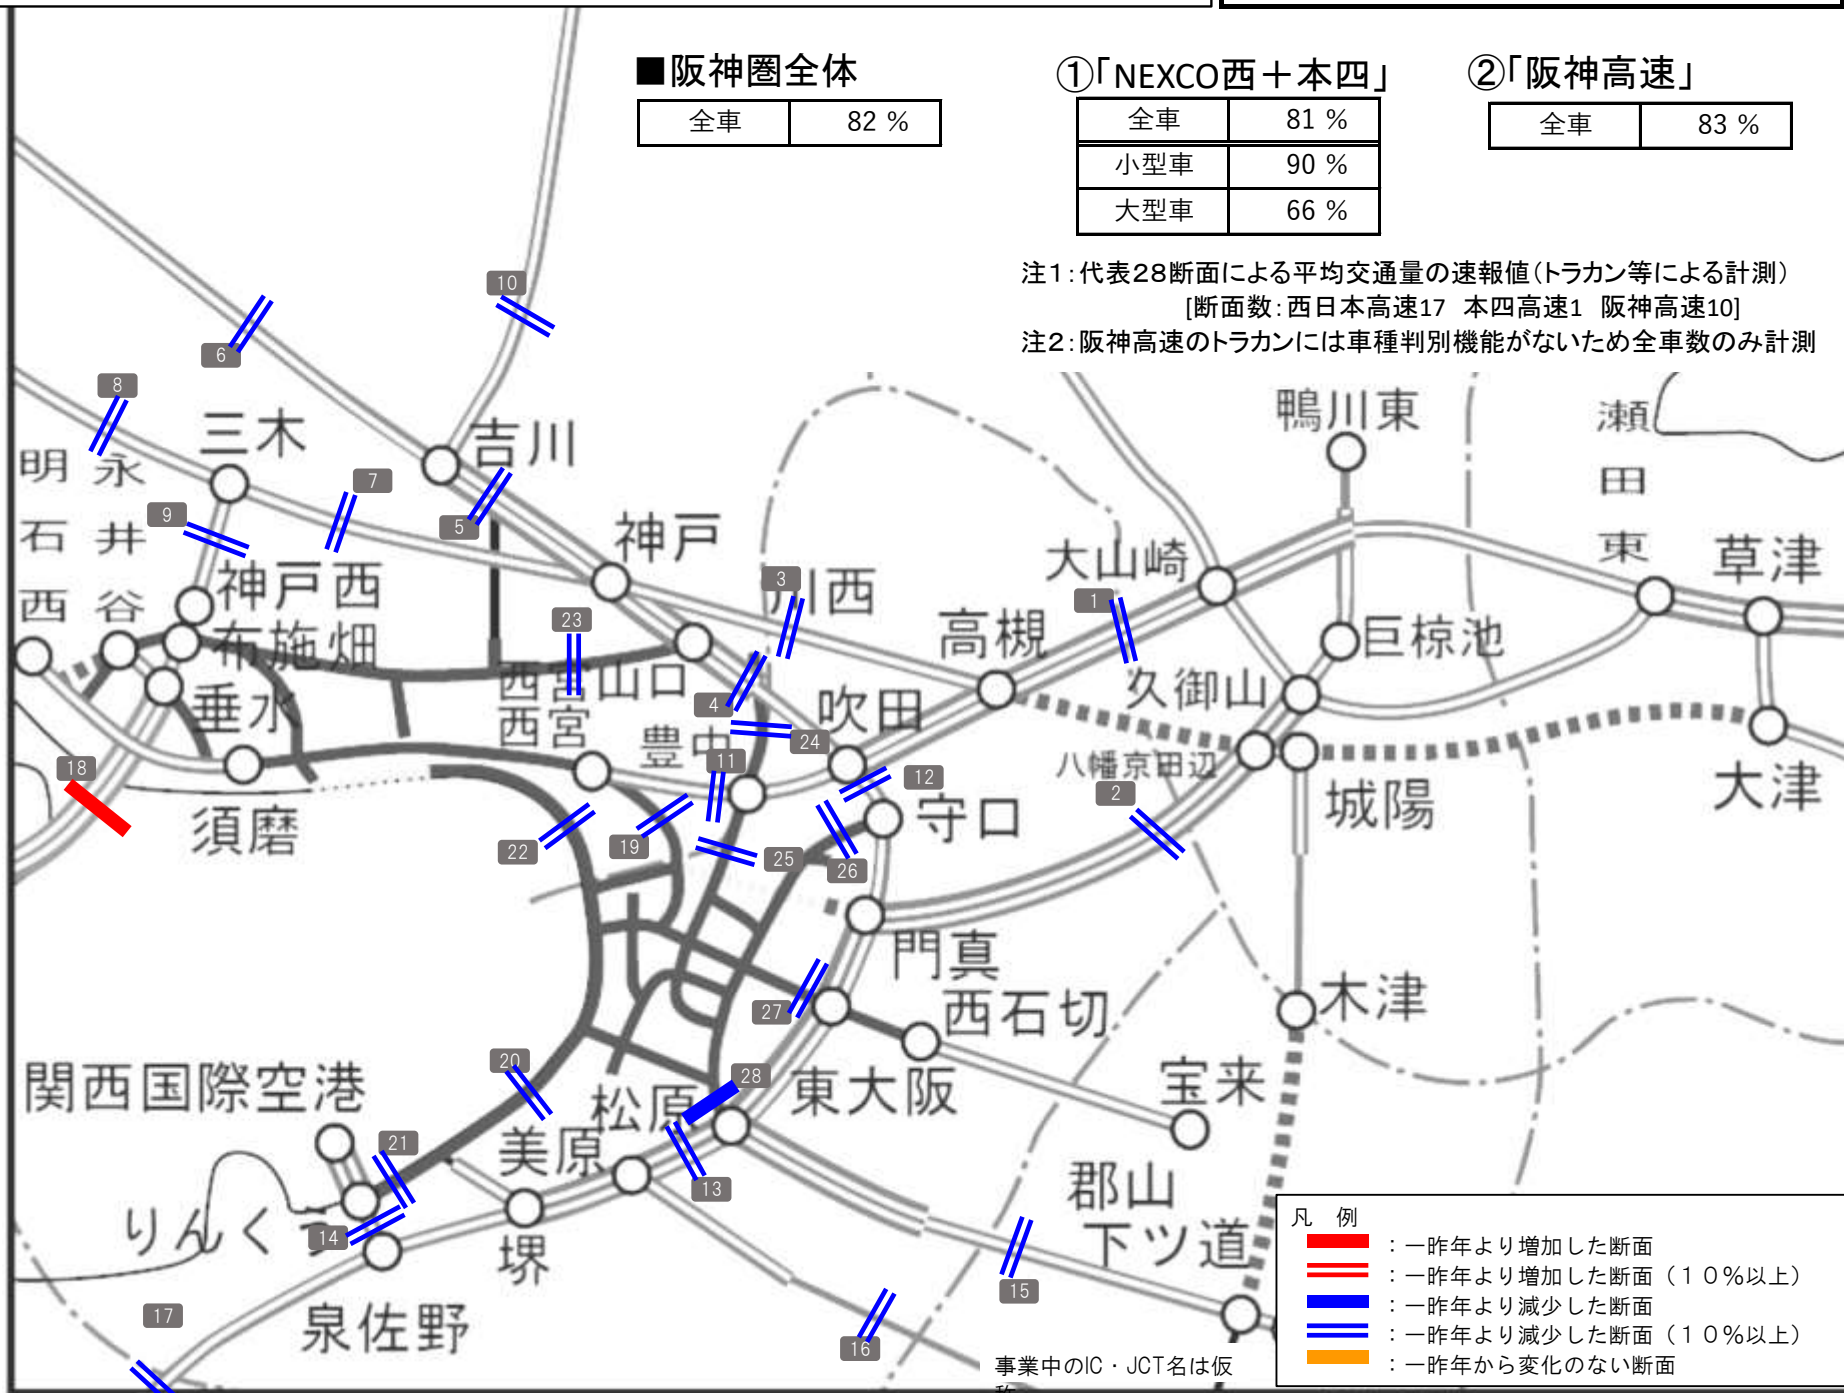 ■阪神圏全体
全車 82 %
①「NEXCO西＋本四」
全車 81 %
小型車 90 %
大型車 66 %
②「阪神高速」
全車 83 %
注1：代表28断面による平均交通量の速報値（トラカン等による計測）
[断面数：西日本高速17 本四高速1 阪神高速10]
注2：阪神高速のトラカンには車種判別機能がないため全車数のみ計測
10
6
8
三木
吉川
鴨川東
瀬田東
明石西
永井谷
7
9
5
神戸
大山崎
草津
神戸西
3
川西
1
23
高槻
巨椋池
布施畑
西宮山口
久御山
垂水
4
吹田
西宮
豊中
24
八幡京田辺
18
11
12
2
大津
須磨
守口
城陽
22
19
25
26
門真
27
西石切
木津
関西国際空港
20
28
松原
東大阪
宝来
21
美原
13
郡山下ツ道
りんくう
14
堺
15
17
泉佐野
16
事業中のIC・JCT名は仮
称
凡 例
：一昨年より増加した断面
：一昨年より増加した断面（１０％以上）
：一昨年より減少した断面
：一昨年より減少した断面（１０％以上）
：一昨年から変化のない断面